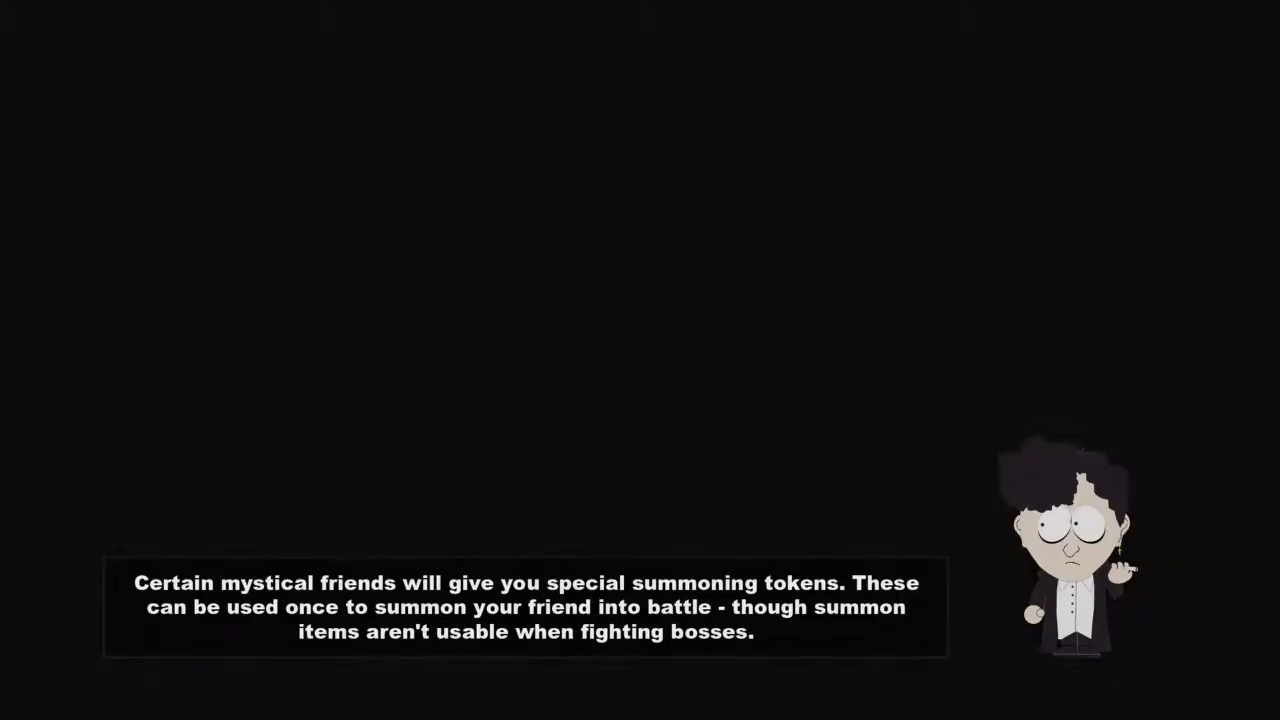 Certain mystical friends will give you special summoning tokens. These
can be used once to summon your friend into battle - though summon
items aren't usable when fighting bosses.